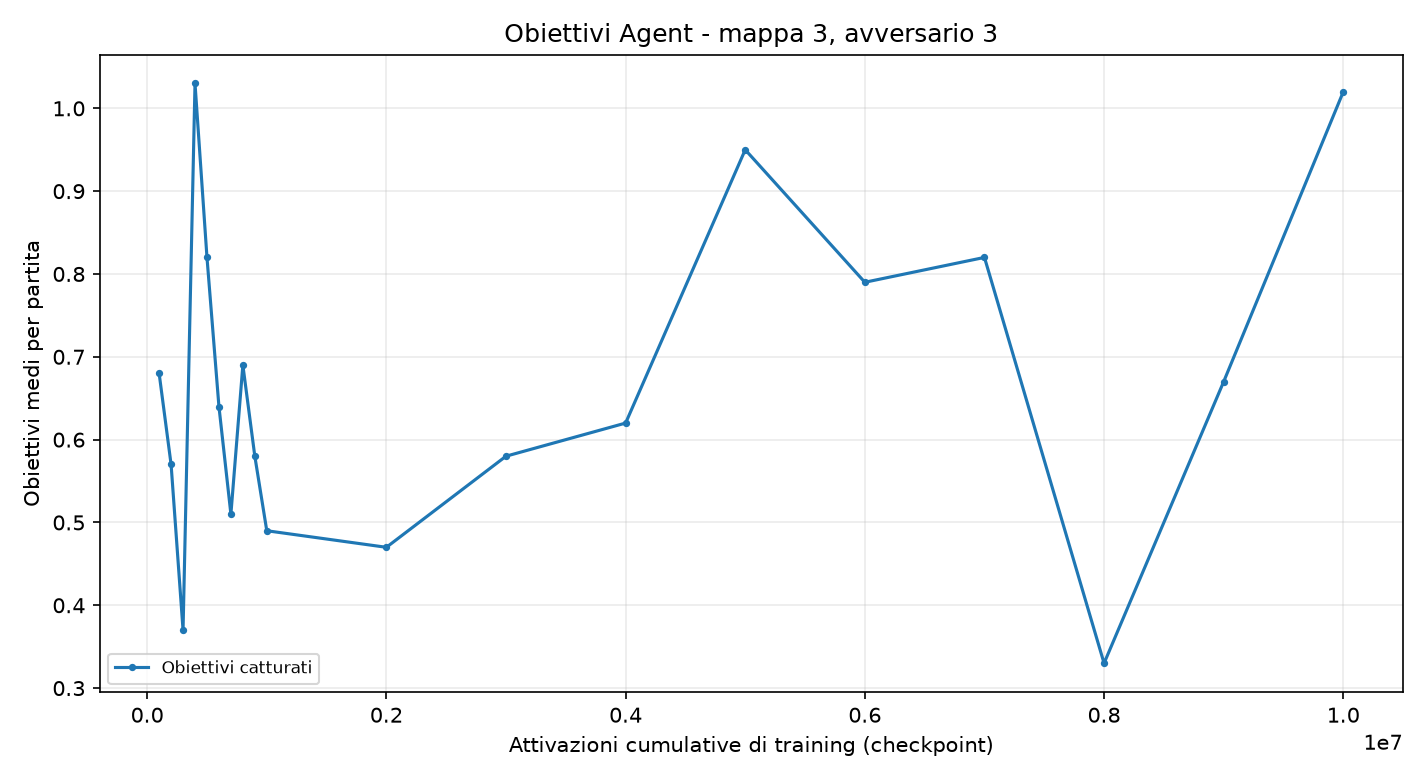 Obiettivi Agent - mappa 3, avversario 3
Obiettivi medi per partita
1.0
0.9
0.8
0.7
0.6
0.5
0.4
0.3
Obiettivi catturati
0.0 0.2 0.4 0.6 0.8 1.0
1e7
Attivazioni cumulative di training (checkpoint)